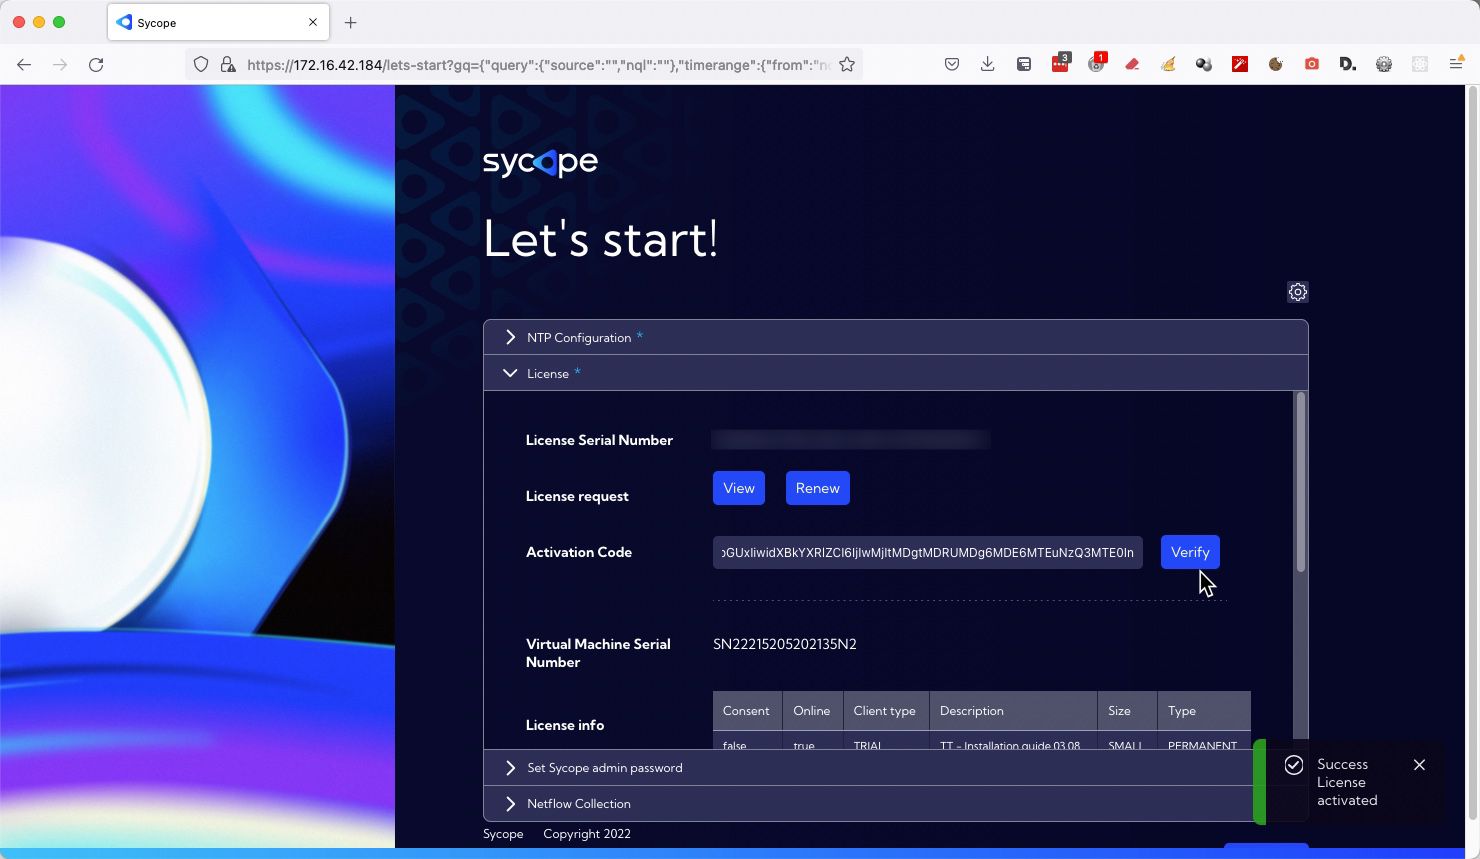 Sycope
https://172.16.42.184/lets-start?gq={"query":{"source":"","nql":""},"timerange":{"from":"n
3
1
D.
sycope
Let's start!
NTP Configuration *
License *
License Serial Number
License request
View
Renew
Activation Code
Verify
Virtual Machine Serial
Number
SN22215205202135N2
License info
Consent Online Client type Description Size Type
false true TRIAL TT - Installation guide 03.08 SMALL PERMANENT
Set Sycope admin password
Netflow Collection
Success
License
activated
Sycope Copyright 2022